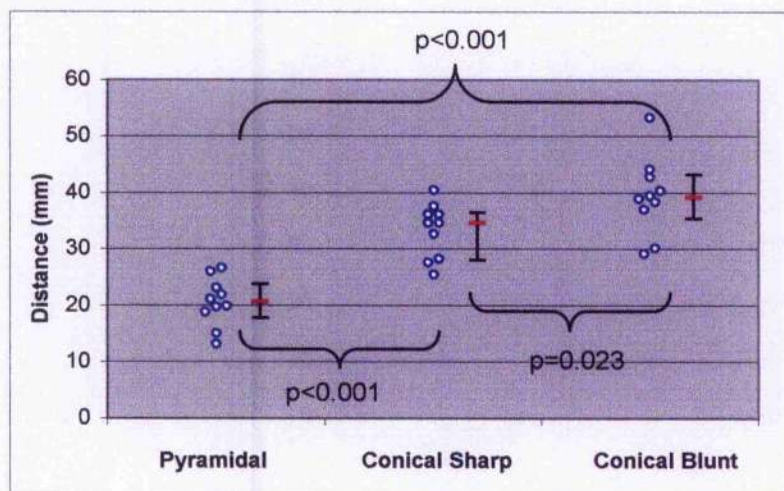 p<0.001
60
50
40
30
20
10
0
Distance (mm)
p<0.001
p=0.023
Pyramidal
Conical Sharp
Conical Blunt